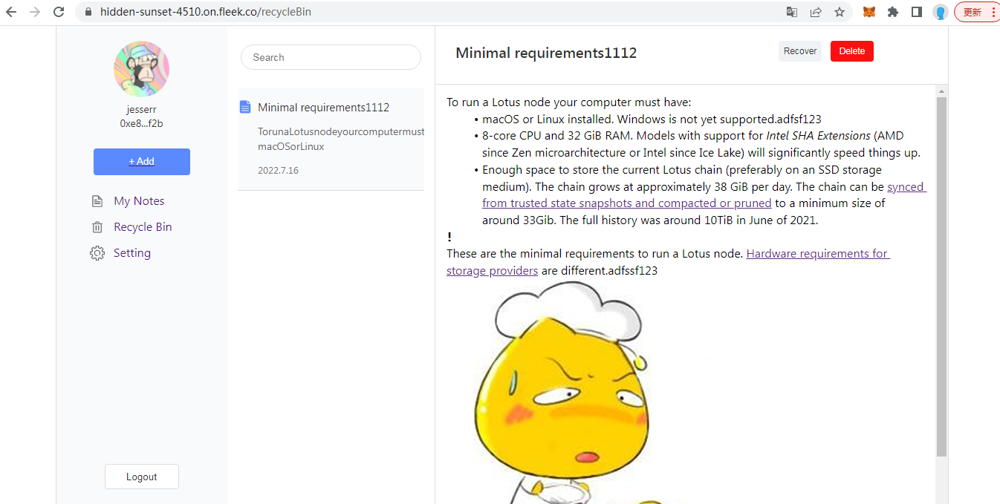 hidden-sunset-4510.on.fleek.co/recycleBin
更新
jesserr
0xe8...f2b
+ Add
My Notes
Recycle Bin
Setting
Logout
Search
Minimal requirements1112
TorunaLotusnodeyourcomputermust
macOSorLinux
2022.7.16
Minimal requirements1112
Recover
Delete
To run a Lotus node your computer must have:
• macOS or Linux installed. Windows is not yet supported.adfsf123
• 8-core CPU and 32 GiB RAM. Models with support for Intel SHA Extensions (AMD
since Zen microarchitecture or Intel since Ice Lake) will significantly speed things up.
• Enough space to store the current Lotus chain (preferably on an SSD storage
medium). The chain grows at approximately 38 GiB per day. The chain can be synced
from trusted state snapshots and compacted or pruned to a minimum size of
around 33Gib. The full history was around 10TiB in June of 2021.
!
These are the minimal requirements to run a Lotus node. Hardware requirements for
storage providers are different.adfssf123